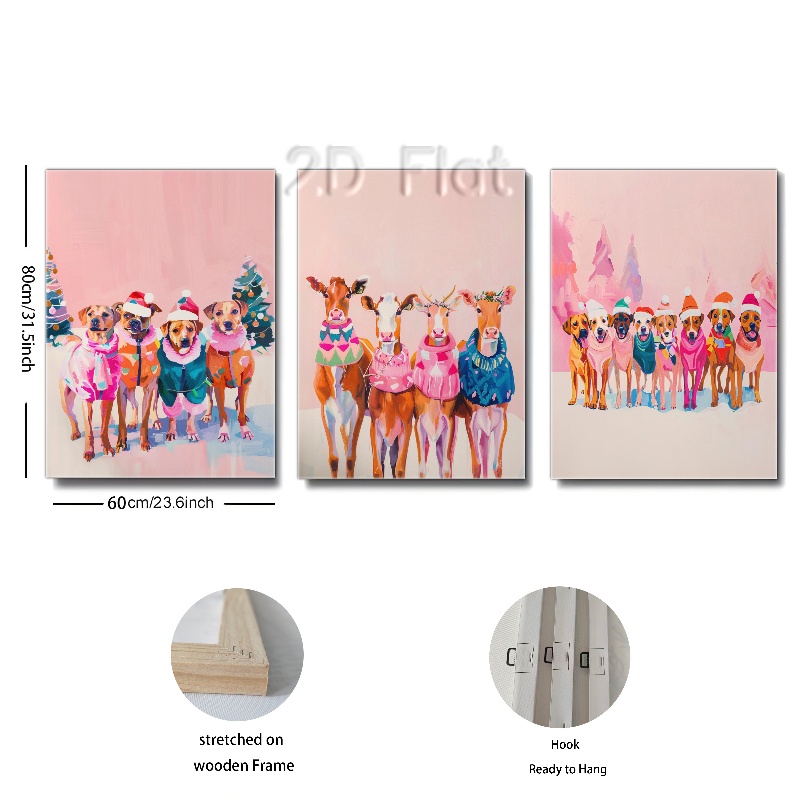 2D Flat
80cm/31.5inch
60cm/23.6inch
stretched on
wooden Frame
Hook
Ready to Hang